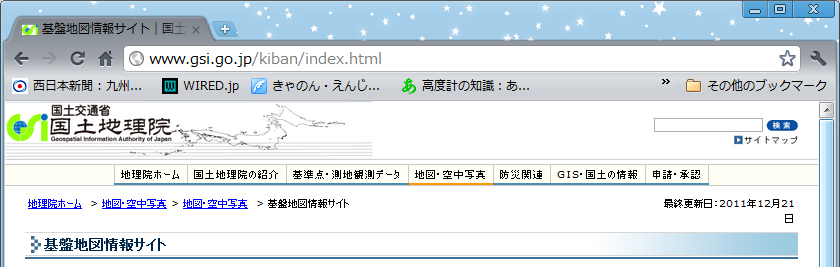 基盤地図情報サイト | 国土
www.gsi.go.jp/kiban/index.html
西日本新聞：九州... WIRED.jp きゃのん・えんじ... あ 高度計の知識：あ... » その他のブックマーク
国土交通省
国土地理院
Geospatial Information Authority of Japan
検索
サイトマップ
地理院ホーム 国土地理院の紹介 基準点・測地観測データ 地図・空中写真 防災関連 GIS・国土の情報 申請・承認
地理院ホーム > 地図・空中写真 > 地図・空中写真 > 基盤地図情報サイト 最終更新日：2011年12月21
日
基盤地図情報サイト